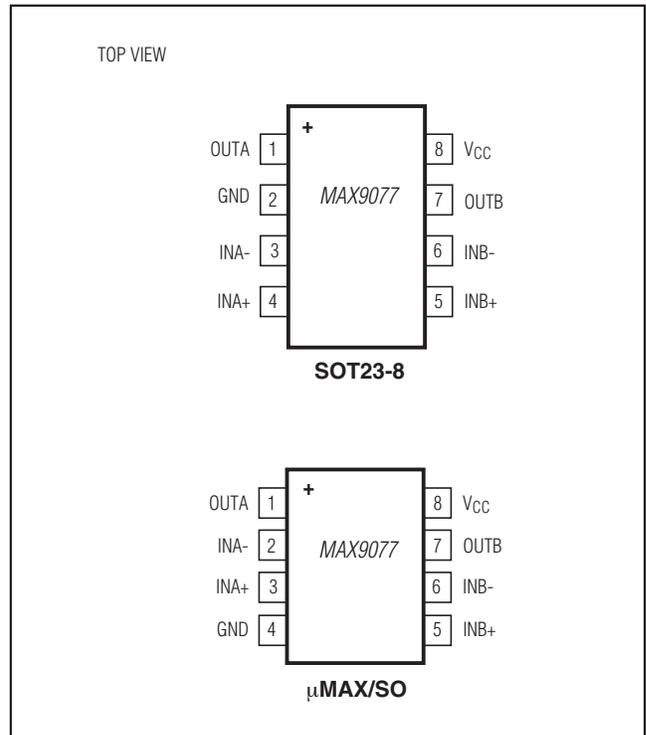 TOP VIEW
+
OUTA 1 8 VCC
GND 2 MAX9077 7 OUTB
INA- 3 6 INB-
INA+ 4 5 INB+
SOT23-8
+
OUTA 1 8 VCC
INA- 2 MAX9077 7 OUTB
INA+ 3 6 INB-
GND 4 5 INB+
μMAX/SO